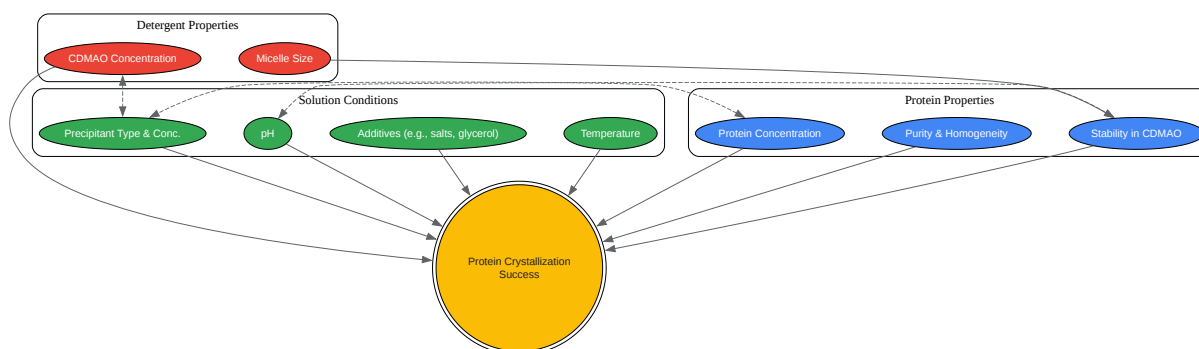 Detergent Properties
CDMAO Concentration
Micelle Size
Solution Conditions
Protein Properties
Precipitant Type & Conc.
pH
Additives (e.g., salts, glycerol)
Temperature
Protein Concentration
Purity & Homogeneity
Stability in CDMAO
Protein Crystallization
Success